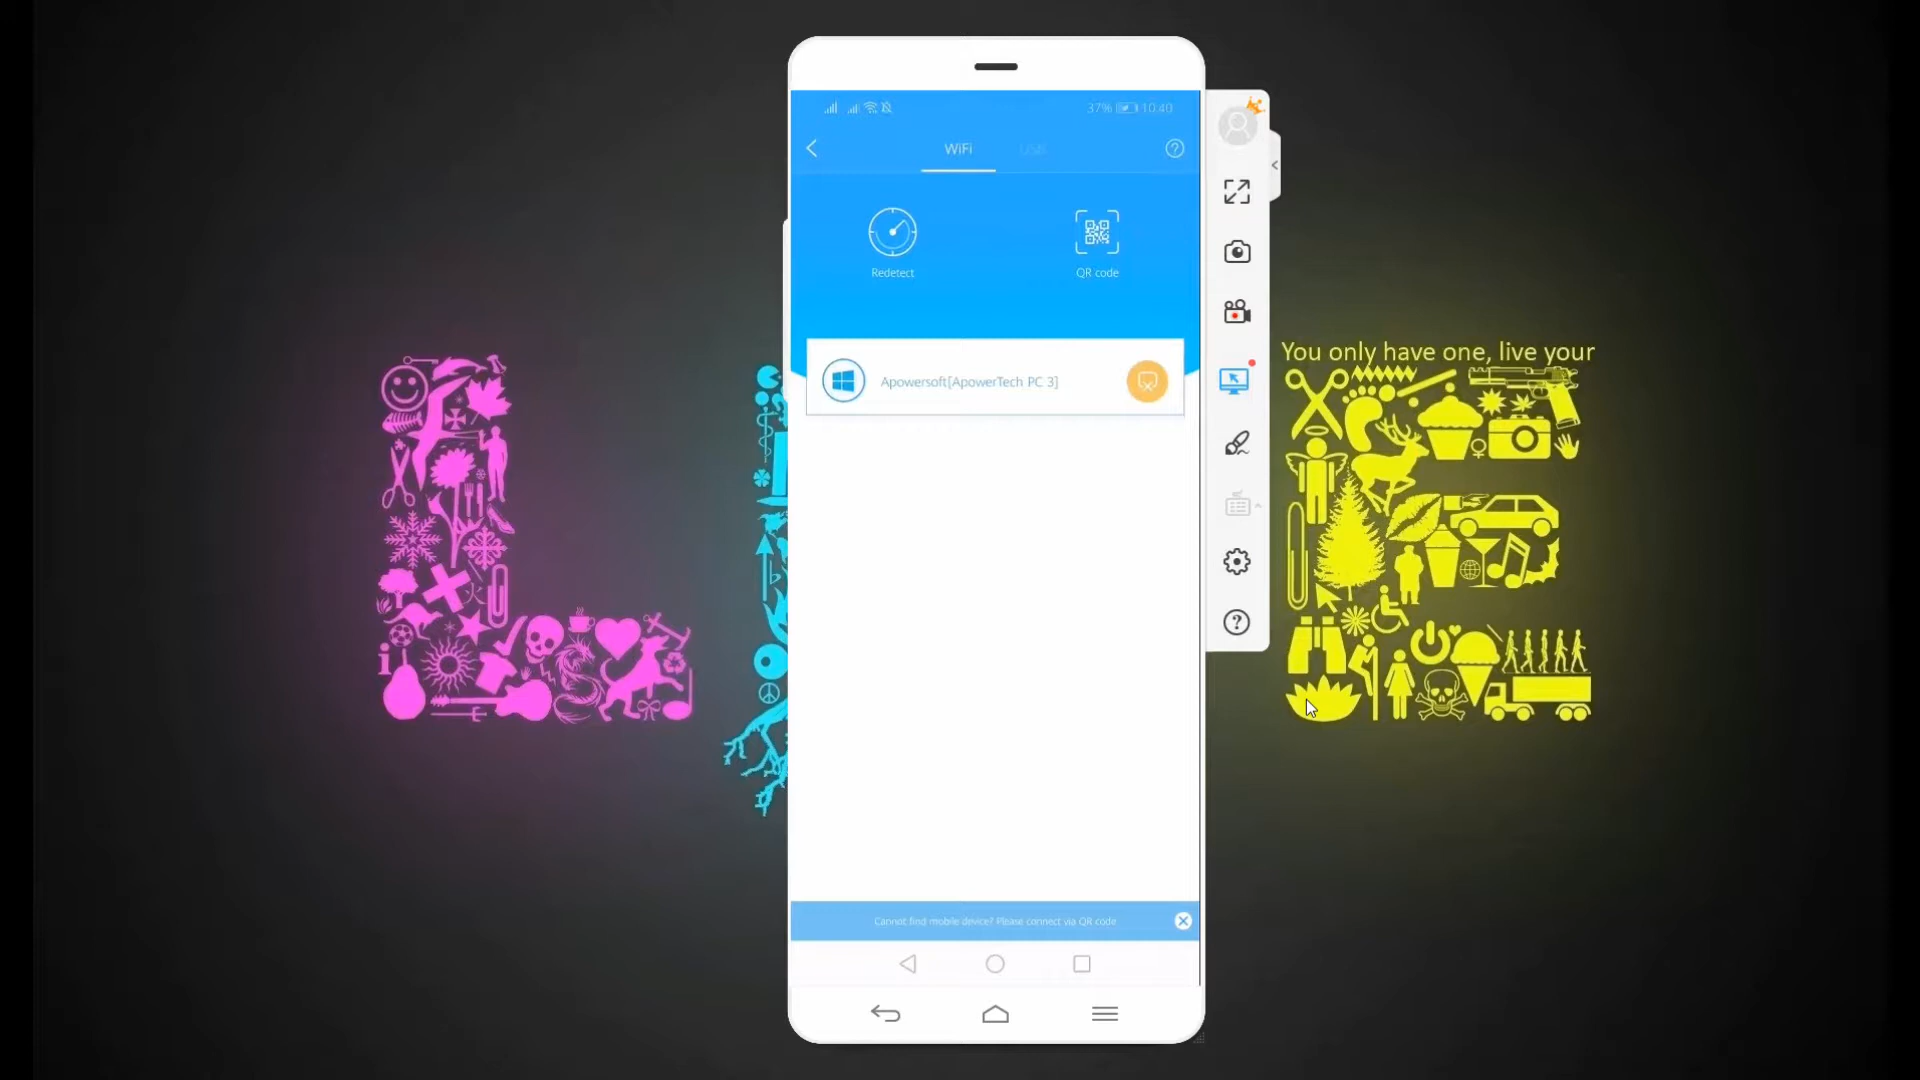 37% 10:40
WiFi USB
Redetect QR code
Apowersoft[ApowerTech PC 3]
Cannot find mobile device? Please connect via QR code
You only have one, live your